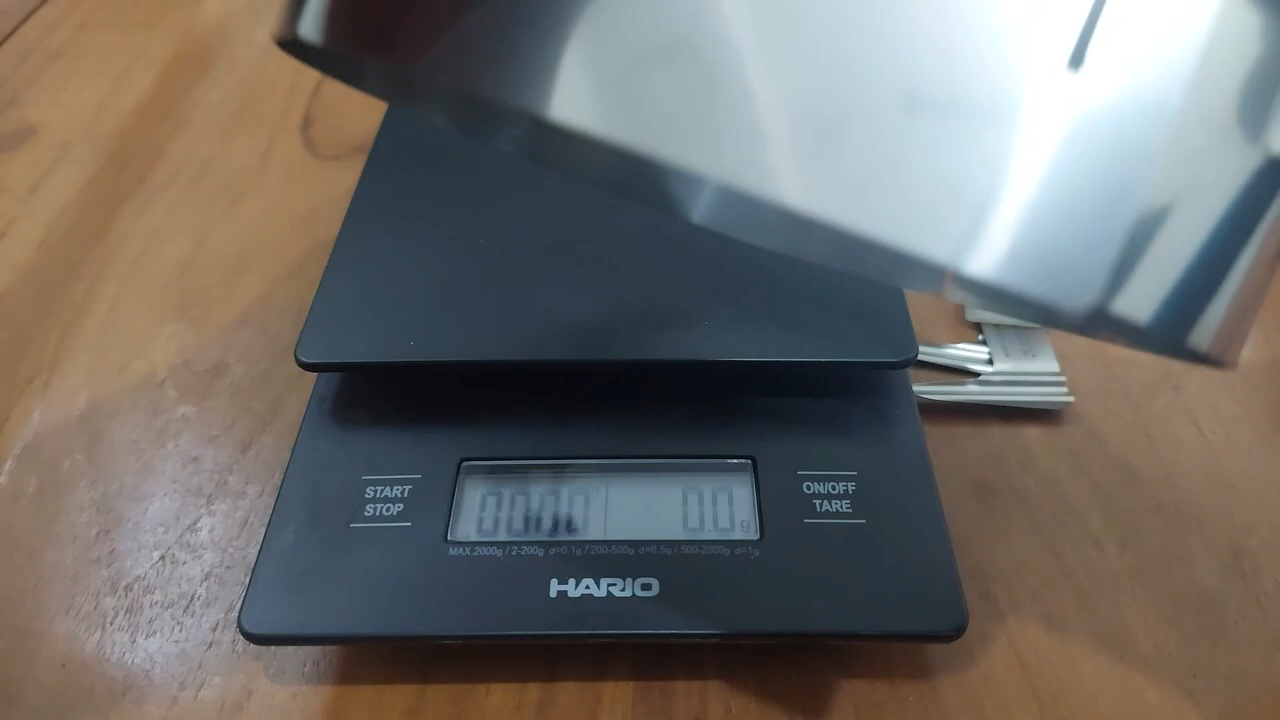 START
STOP
00:00
0.0 g
ON/OFF
TARE
MAX.2000g / 2-200g d=0.1g / 200-500g d=0.5g / 500-2000g d=1g
HARIO